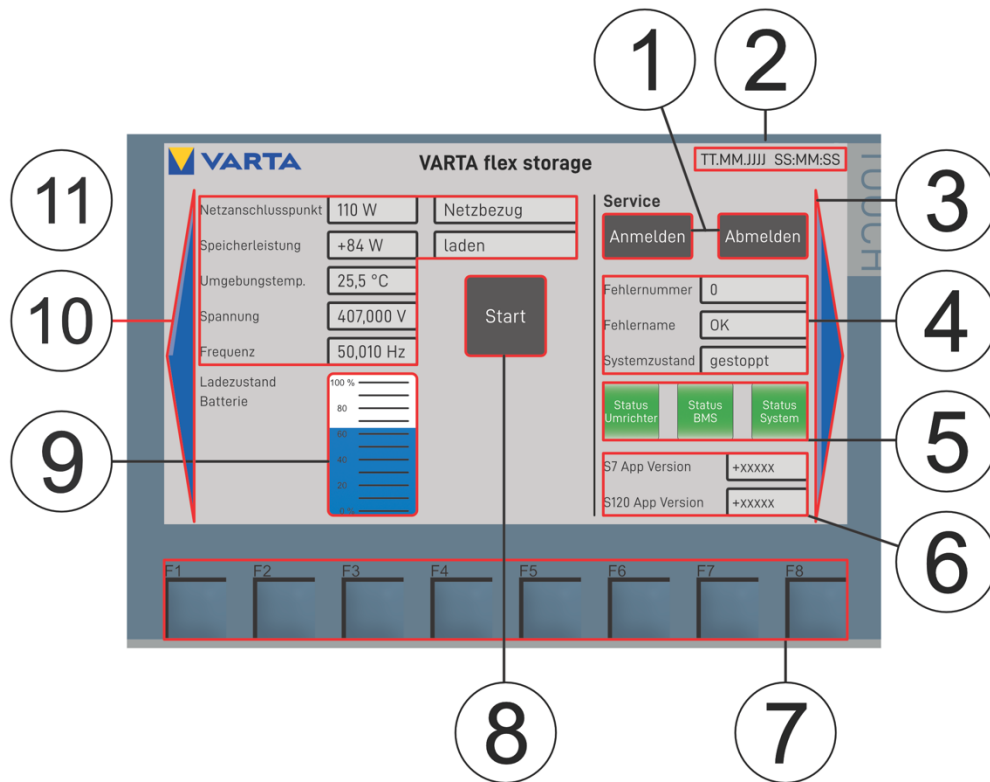 1
2
VARTA
VARTA flex storage
TT.MM.JJJJ SS:MM:SS
TOUCH
11
Netzanschlusspunkt 110 W Netzbezug
Speicherleistung +84 W laden
Umgebungstemp. 25,5 °C
Spannung 407,000 V
Frequenz 50,010 Hz
Start
Ladezustand
Batterie
100 %
80
60
40
20
0 %
Service
Anmelden Abmelden
Fehlernummer 0
Fehlername OK
Systemzustand gestoppt
Status
Umrichter
Status
BMS
Status
System
S7 App Version +xxxxx
S120 App Version +xxxxx
3
10
4
9
5
6
F1 F2 F3 F4 F5 F6 F7 F8
8
7